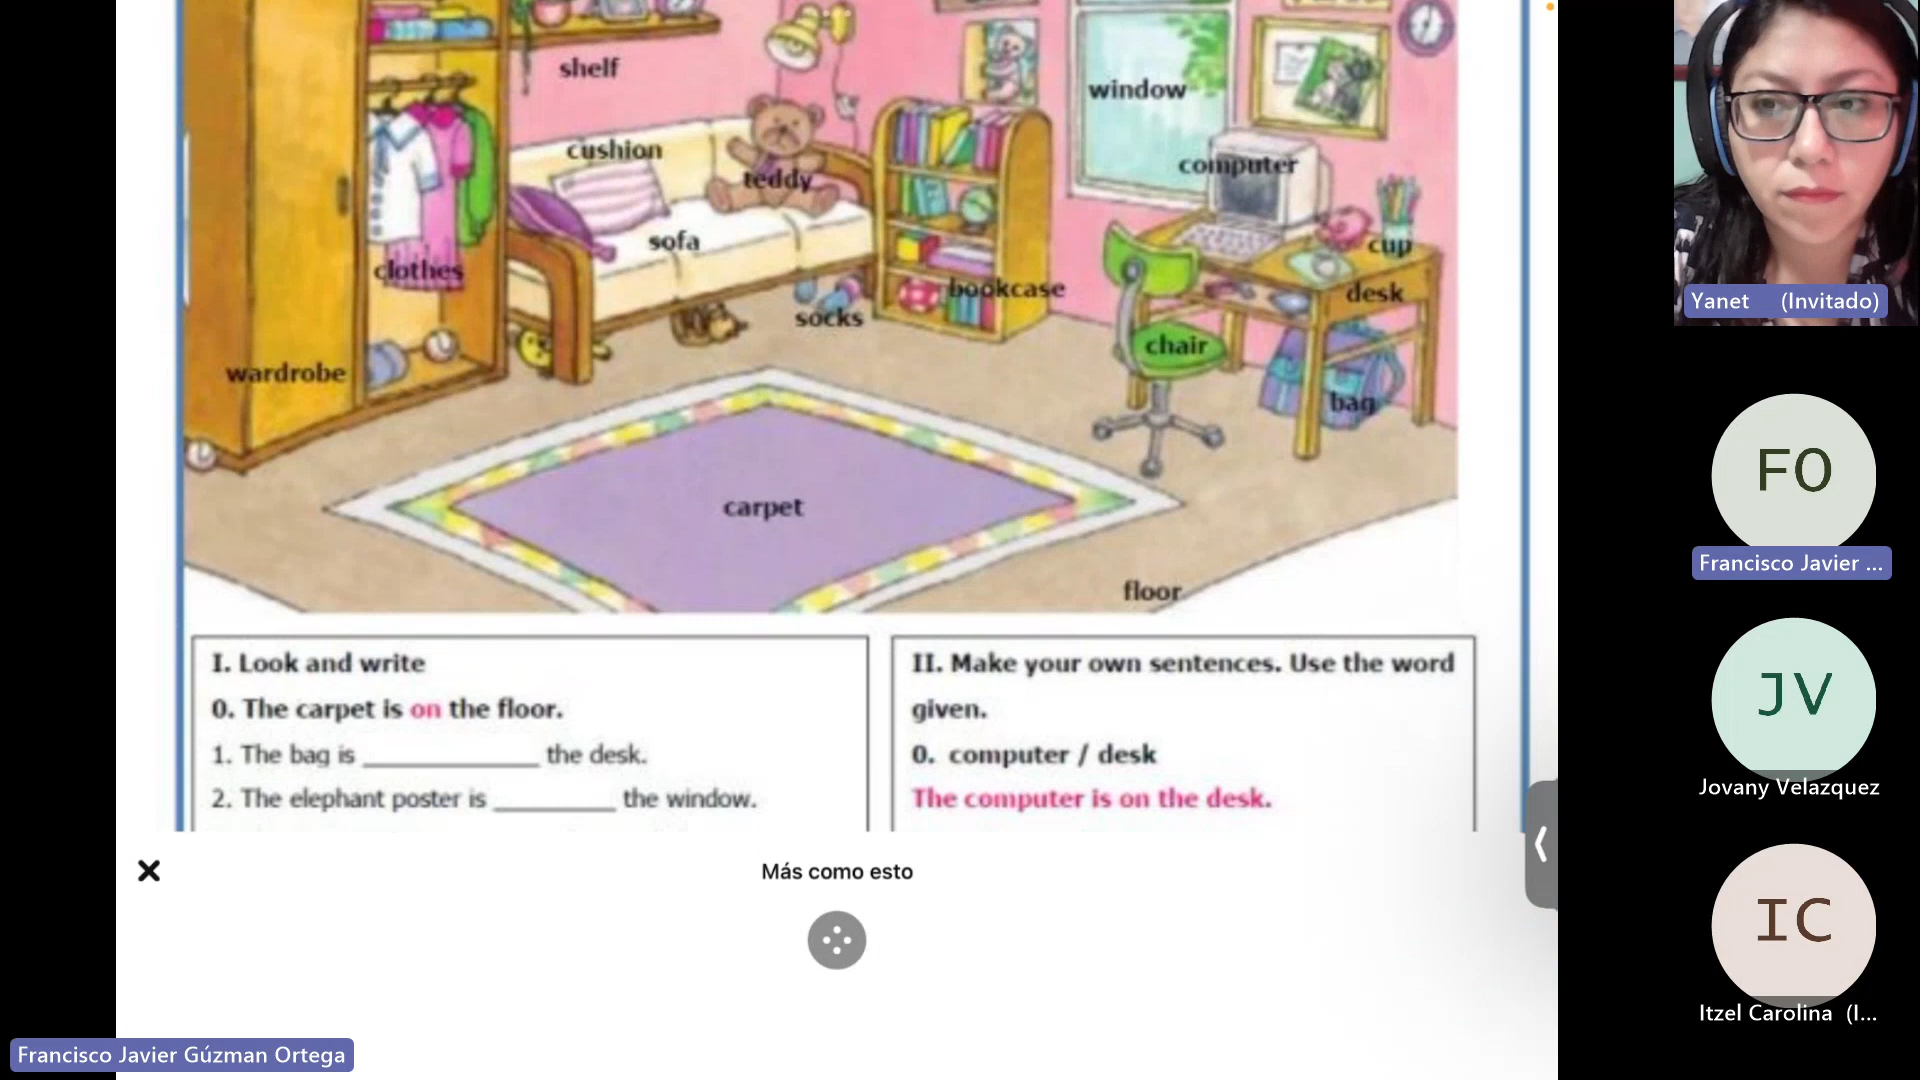 shelf
window
cushion
computer
teddy
sofa
cup
clothes
bookcase
desk
socks
chair
wardrobe
bag
carpet
floor
I. Look and write
0. The carpet is on the floor.
1. The bag is ______________ the desk.
2. The elephant poster is __________ the window.
II. Make your own sentences. Use the word
given.
0. computer / desk
The computer is on the desk.
Más como esto
Francisco Javier Gúzman Ortega
Yanet (Invitado)
FO
Francisco Javier ...
JV
Jovany Velazquez
IC
Itzel Carolina (I...